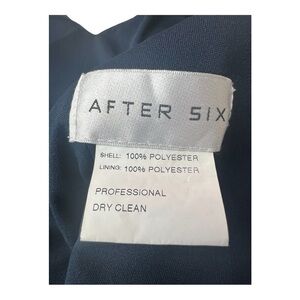 AFTER SIX
SHELL: 100% POLYESTER
LINING: 100% POLYESTER
PROFESSIONAL
DRY CLEAN